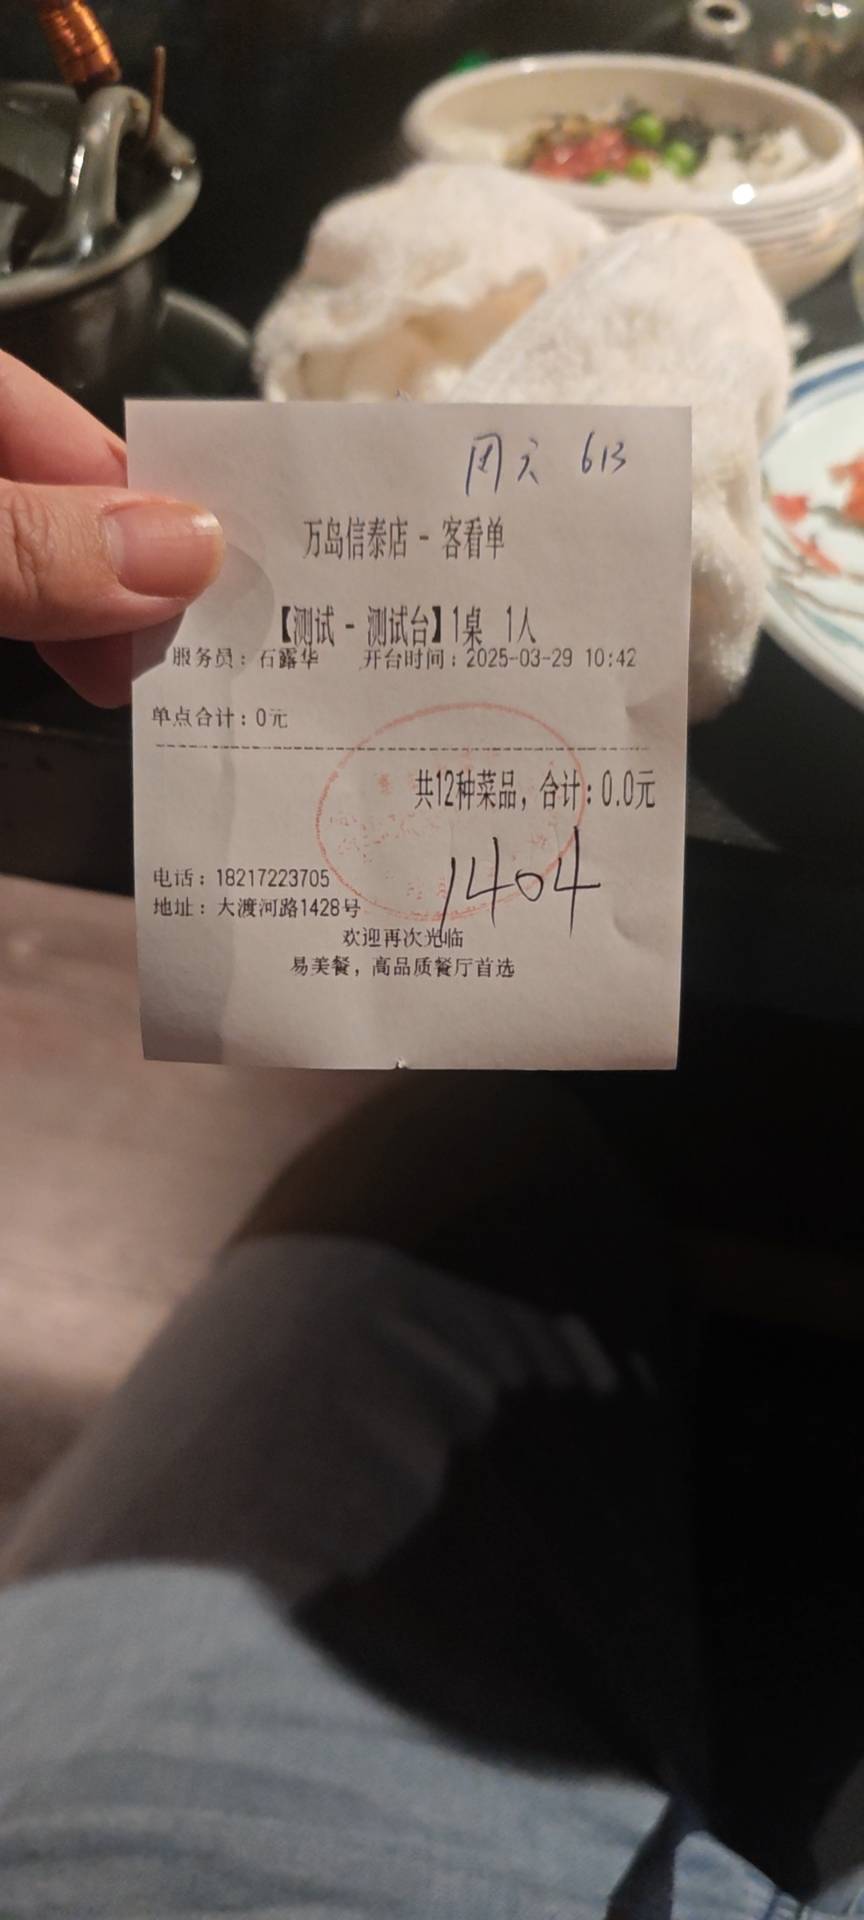 613
万岛信泰店 - 客看单
【测试 - 测试台】1桌 1人
服务员：石露华 开台时间：2025-03-29 10:42
单点合计：0元
共12种菜品，合计：0.0元
1404
电话：18217223705
地址：大渡河路1428号
欢迎再次光临
易美餐，高品质餐厅首选